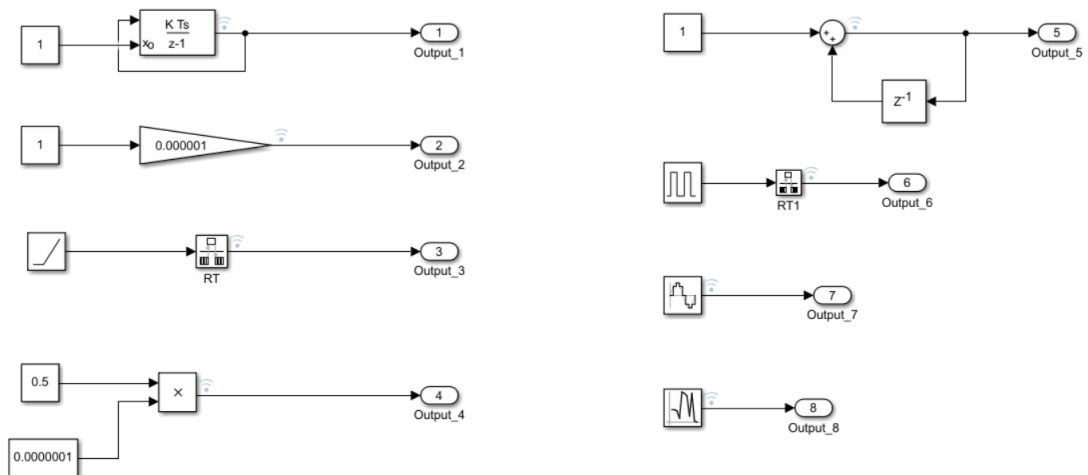 1
K Ts
xo
z-1
1
Output_1
1
0.000001
2
Output_2
RT
3
Output_3
0.5
×
4
Output_4
0.0000001
1
+
+
5
Output_5
Z-1
RT1
6
Output_6
7
Output_7
8
Output_8